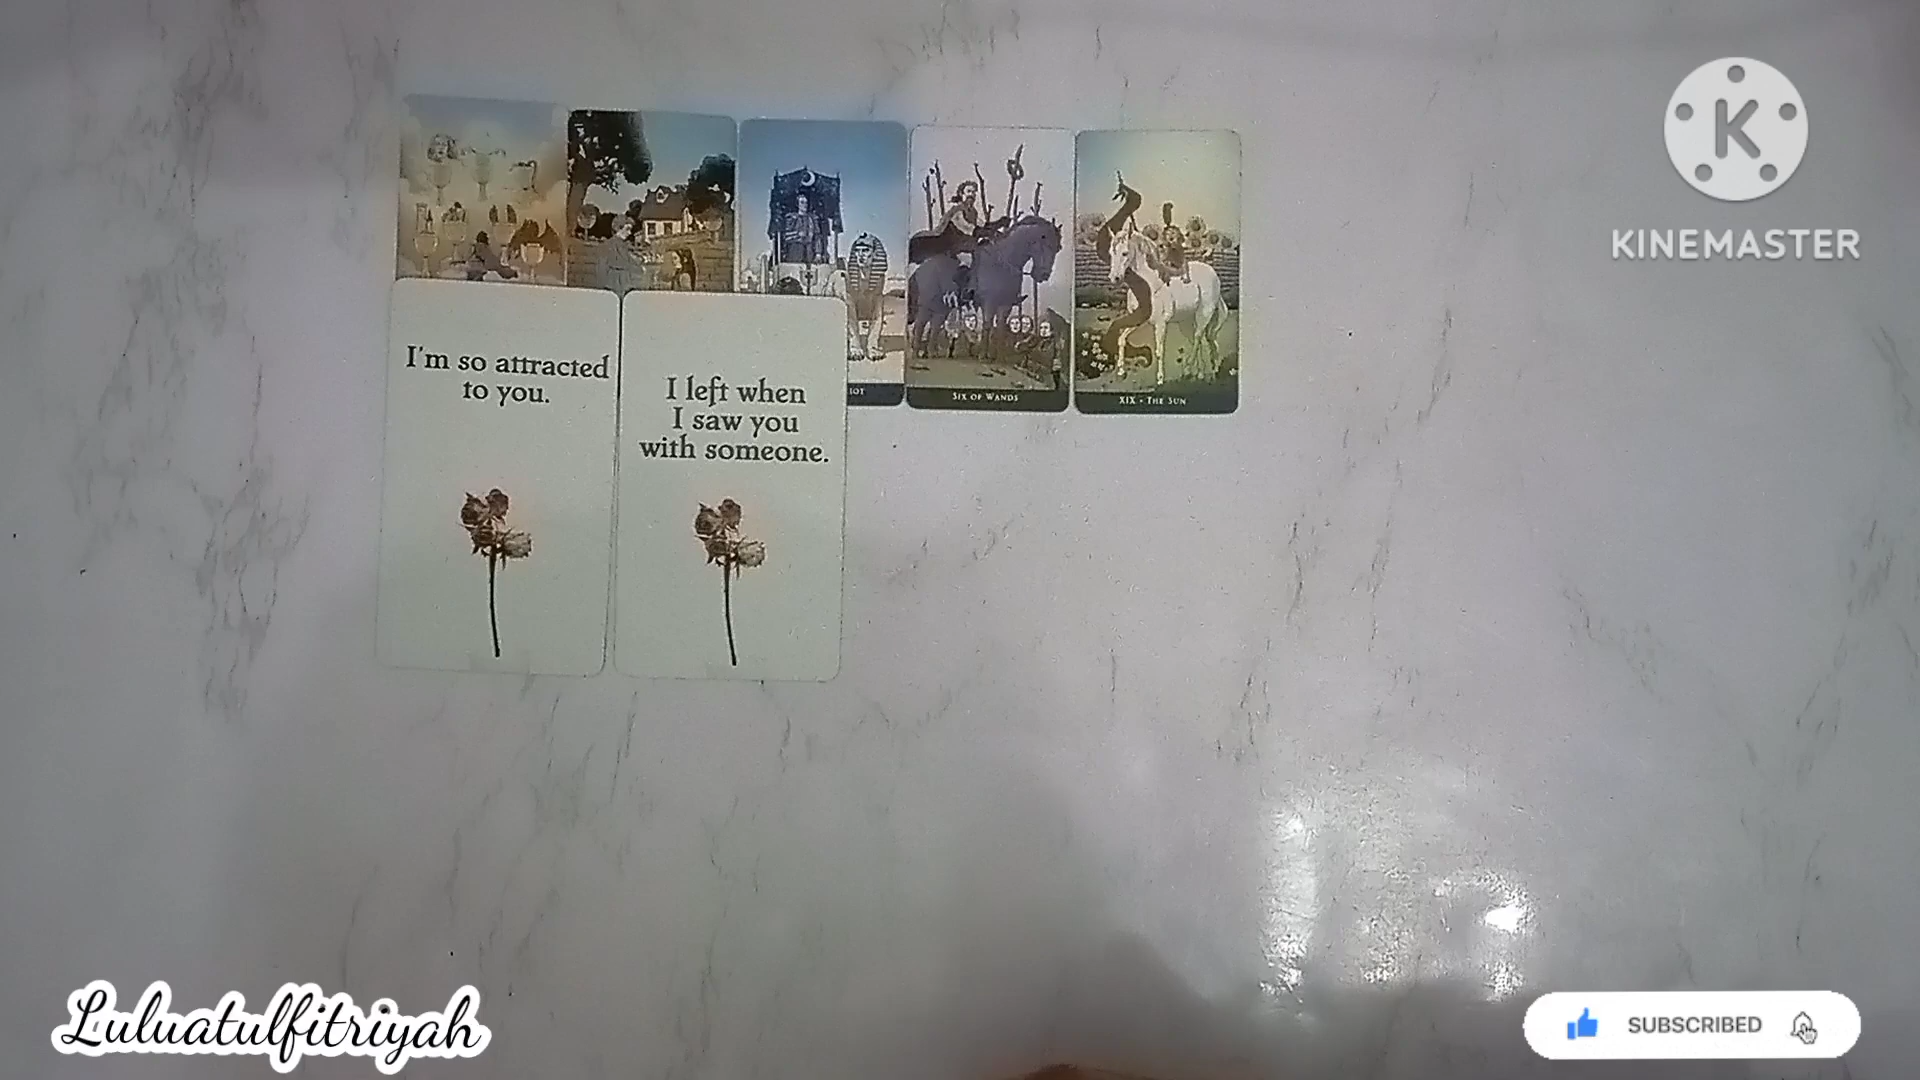 I'm so attracted
to you.
I left when
I saw you
with someone.
IOT
SIX OF WANDS
XIX • THE SUN
K
KINEMASTER
Luluatulfitriyah
SUBSCRIBED